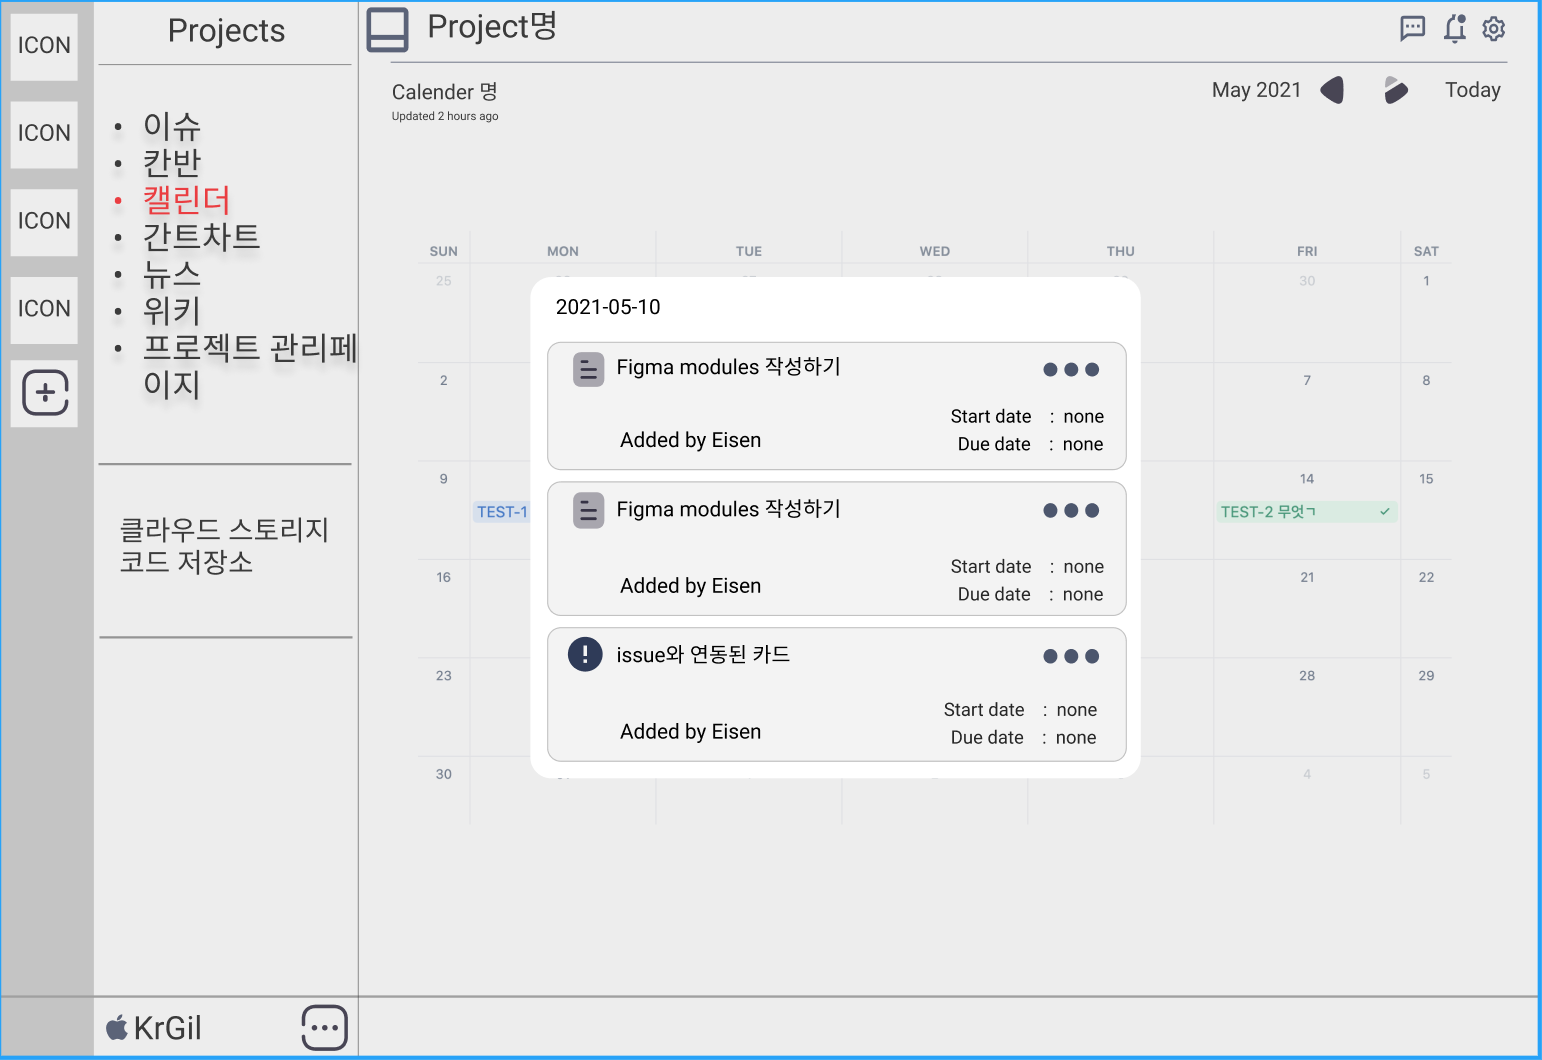 ICON
ICON
ICON
ICON
Projects
• 이슈
• 칸반
• 캘린더
• 간트차트
• 뉴스
• 위키
• 프로젝트 관리페
이지
클라우드 스토리지
코드 저장소
KrGil
Project명
Calender 명
Updated 2 hours ago
May 2021
Today
SUN MON TUE WED THU FRI SAT
25 30 1
2 7 8
9 14 15
TEST-1 TEST-2 무엇ㄱ
16 21 22
23 28 29
30 4 5
2021-05-10
Figma modules 작성하기
Start date : none
Added by Eisen
Due date : none
Figma modules 작성하기
Start date : none
Added by Eisen
Due date : none
issue와 연동된 카드
Start date : none
Added by Eisen
Due date : none